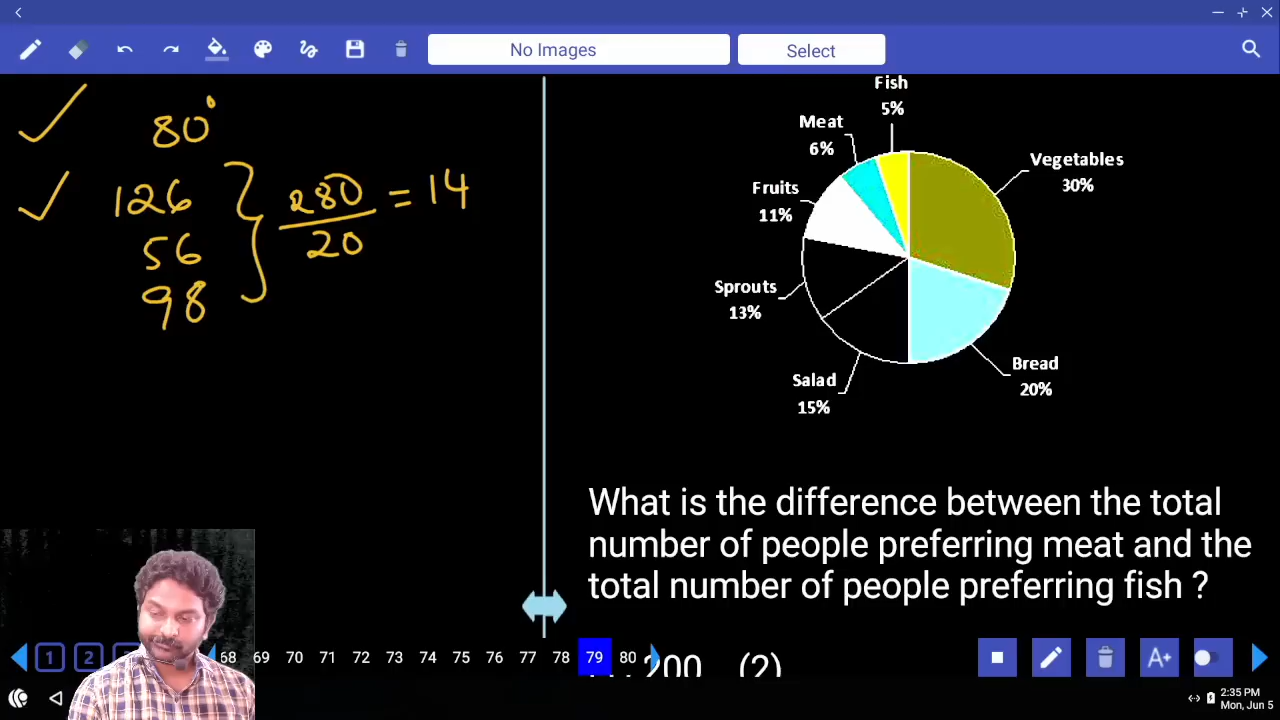 No Images
Select
80°
126
56
98
280
20
= 14
Fish
5%
Meat
6%
Vegetables
30%
Fruits
11%
Sprouts
13%
Salad
15%
Bread
20%
What is the difference between the total
number of people preferring meat and the
total number of people preferring fish ?
200 (2)
1 2 68 69 70 71 72 73 74 75 76 77 78 79 80
A+
2:35 PM
Mon, Jun 5